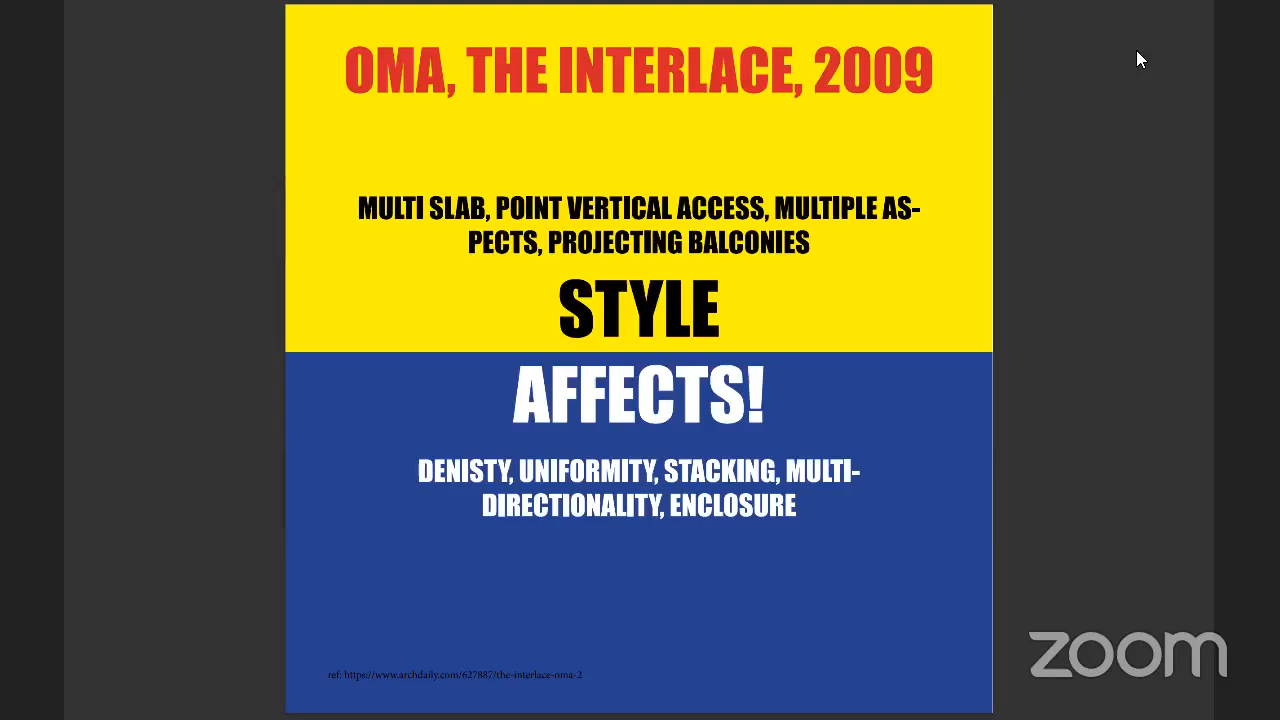 OMA, THE INTERLACE, 2009
MULTI SLAB, POINT VERTICAL ACCESS, MULTIPLE AS-
PECTS, PROJECTING BALCONIES
STYLE
AFFECTS!
DENISTY, UNIFORMITY, STACKING, MULTI-
DIRECTIONALITY, ENCLOSURE
ref: https://www.archdaily.com/627887/the-interlace-oma-2
zoom